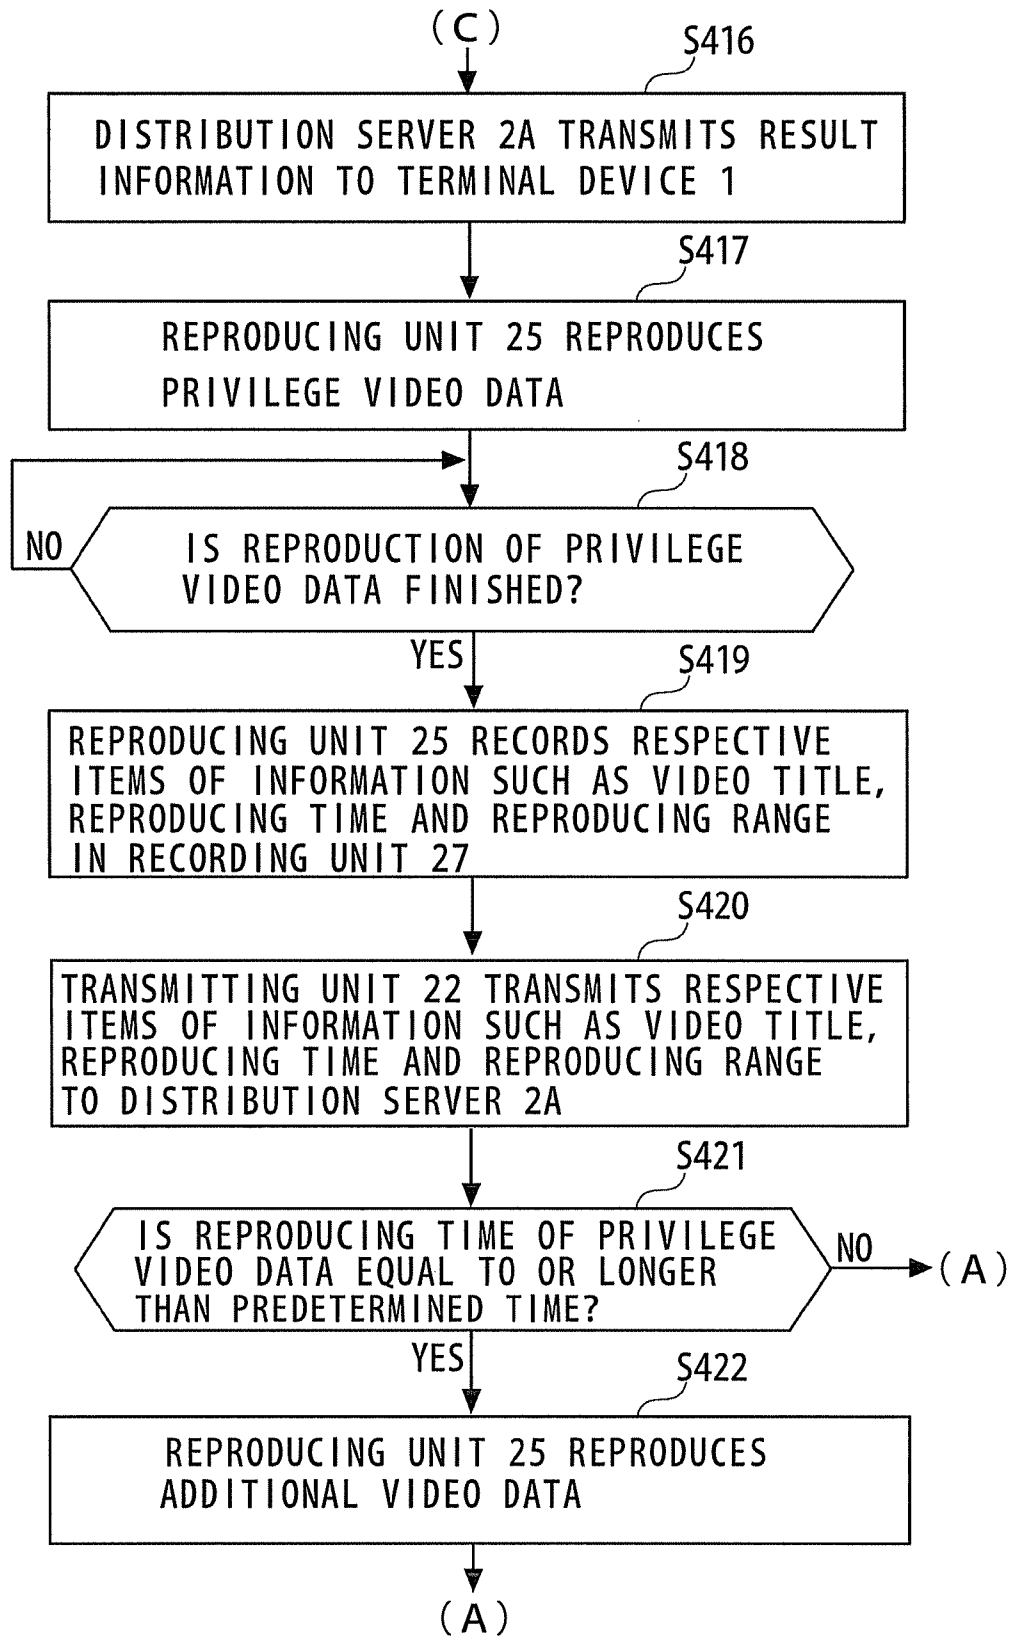 (C)
S416
DISTRIBUTION SERVER 2A TRANSMITS RESULT
INFORMATION TO TERMINAL DEVICE 1
S417
REPRODUCING UNIT 25 REPRODUCES
PRIVILEGE VIDEO DATA
S418
NO
IS REPRODUCTION OF PRIVILEGE
VIDEO DATA FINISHED?
YES
S419
REPRODUCING UNIT 25 RECORDS RESPECTIVE
ITEMS OF INFORMATION SUCH AS VIDEO TITLE,
REPRODUCING TIME AND REPRODUCING RANGE
IN RECORDING UNIT 27
S420
TRANSMITTING UNIT 22 TRANSMITS RESPECTIVE
ITEMS OF INFORMATION SUCH AS VIDEO TITLE,
REPRODUCING TIME AND REPRODUCING RANGE
TO DISTRIBUTION SERVER 2A
S421
IS REPRODUCING TIME OF PRIVILEGE
VIDEO DATA EQUAL TO OR LONGER
THAN PREDETERMINED TIME?
NO
(A)
YES
S422
REPRODUCING UNIT 25 REPRODUCES
ADDITIONAL VIDEO DATA
(A)